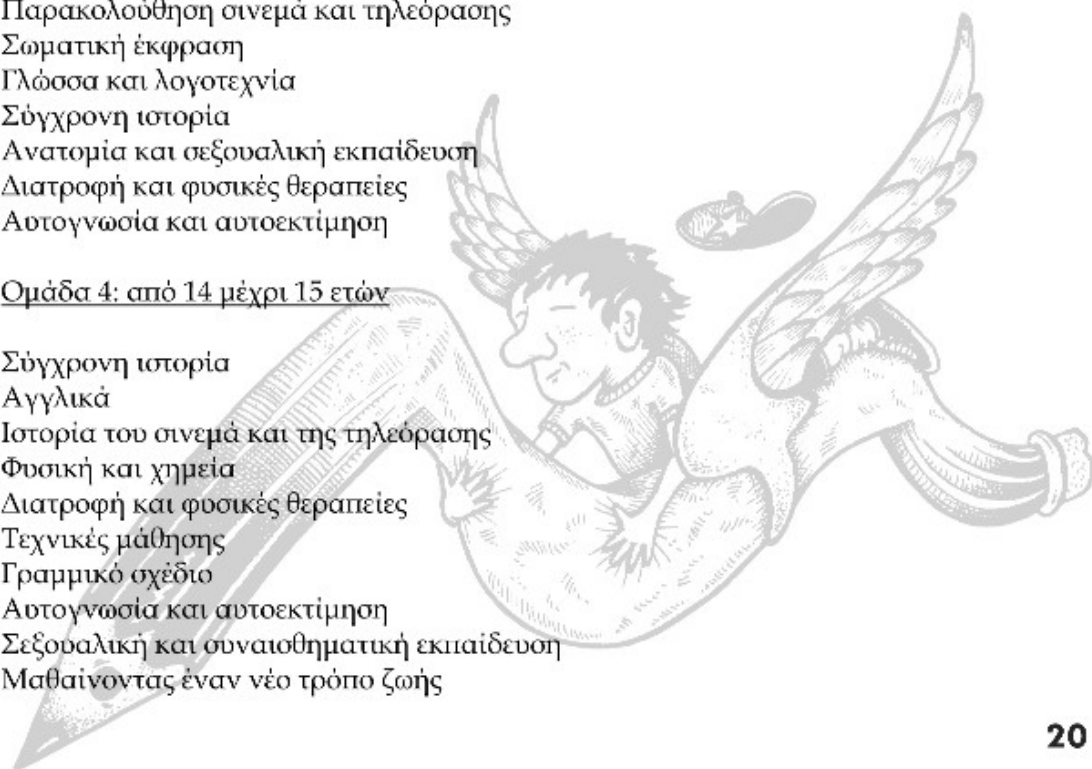 Παρακολούθηση σινεμά και τηλεόρασης
Σωματική έκφραση
Γλώσσα και λογοτεχνία
Σύγχρονη ιστορία
Ανατομία και σεξουαλική εκπαίδευση
Διατροφή και φυσικές θεραπείες
Αυτογνωσία και αυτοεκτίμηση
Ομάδα 4: από 14 μέχρι 15 ετών
Σύγχρονη ιστορία
Αγγλικά
Ιστορία του σινεμά και της τηλεόρασης
Φυσική και χημεία
Διατροφή και φυσικές θεραπείες
Τεχνικές μάθησης
Γραμμικό σχέδιο
Αυτογνωσία και αυτοεκτίμηση
Σεξουαλική και συναισθηματική εκπαίδευση
Μαθαίνοντας έναν νέο τρόπο ζωής
20